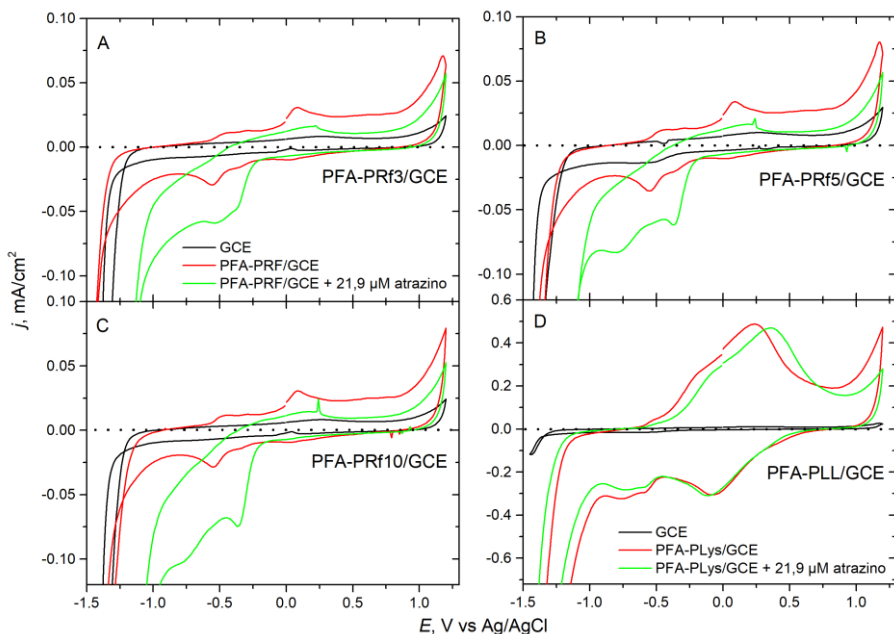 A
0.10
0.05
0.00
-0.05
-0.10
PFA-PRf3/GCE
GCE
PFA-PRF/GCE
PFA-PRF/GCE + 21,9 µM atrazino
B
0.10
0.05
0.00
-0.05
-0.10
PFA-PRf5/GCE
C
0.10
0.05
0.00
-0.05
-0.10
PFA-PRf10/GCE
-1.5 -1.0 -0.5 0.0 0.5 1.0
D
0.6
0.4
0.2
0.0
-0.2
-0.4
-0.6
PFA-PLL/GCE
GCE
PFA-PLys/GCE
PFA-PLys/GCE + 21,9 µM atrazino
-1.5 -1.0 -0.5 0.0 0.5 1.0
j, mA/cm²
E, V vs Ag/AgCl